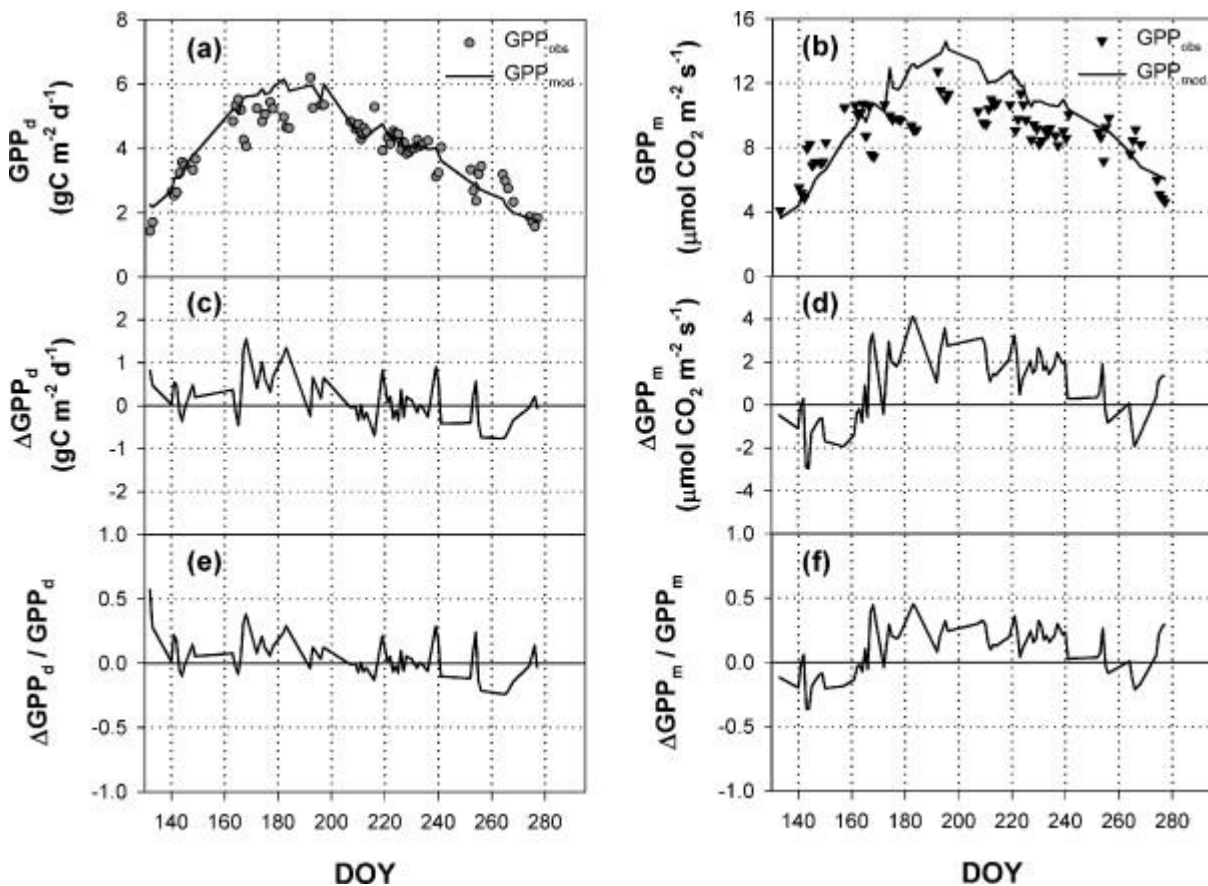 (a)
GPP_obs
GPP_mod
8
6
4
2
0
GPP_d
(gC m⁻² d⁻¹)
(b)
GPP_obs
GPP_mod
16
12
8
4
0
GPP_m
(μmol CO₂ m⁻² s⁻¹)
(c)
2
1
0
-1
-2
ΔGPP_d
(gC m⁻² d⁻¹)
(d)
4
2
0
-2
-4
ΔGPP_m
(μmol CO₂ m⁻² s⁻¹)
(e)
1.0
0.5
0.0
-0.5
-1.0
ΔGPP_d / GPP_d
140 160 180 200 220 240 260 280
DOY
(f)
1.0
0.5
0.0
-0.5
-1.0
ΔGPP_m / GPP_m
140 160 180 200 220 240 260 280
DOY